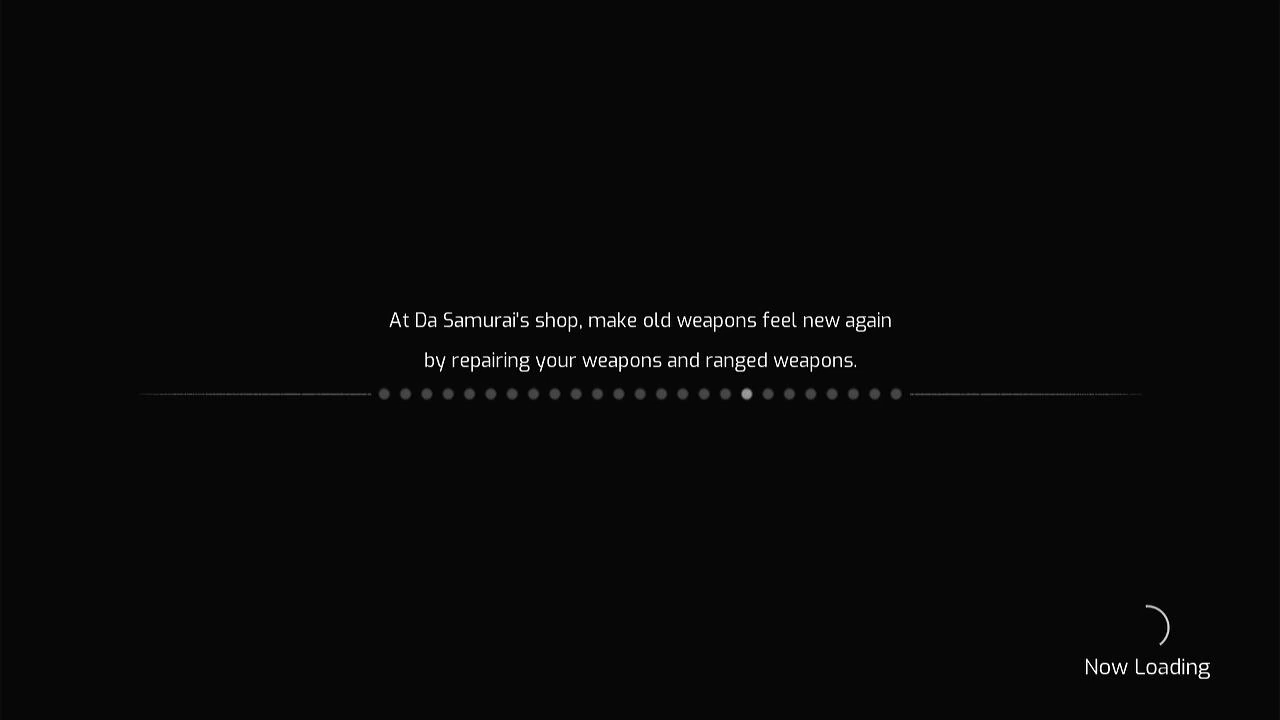 At Da Samurai's shop, make old weapons feel new again
by repairing your weapons and ranged weapons.
Now Loading